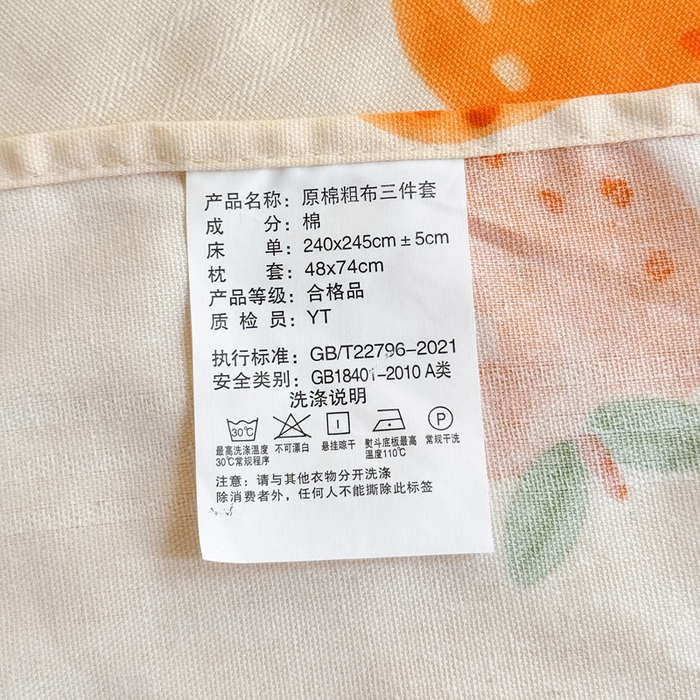 产品名称：原棉粗布三件套
成 分：棉
床 单：240x245cm±5cm
枕 套：48x74cm
产品等级：合格品
质 检 员：YT
执行标准：GB/T22796-2021
安全类别：GB18401-2010 A类
洗涤说明
30℃ P
最高洗涤温度 不可漂白 悬挂晾干 熨斗底板最高 常规干洗
30℃常规程序 温度110℃
注意：请与其他衣物分开洗涤
除消费者外，任何人不能撕除此标签